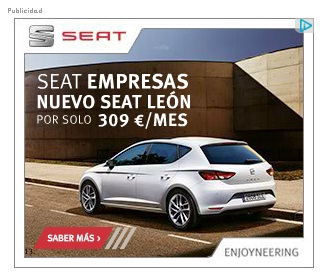 Publicidad
SEAT
SEAT EMPRESAS
NUEVO SEAT LEÓN
POR SOLO 309 €/MES
SABER MÁS >
ENJOYNEERING